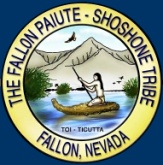 THE FALLON PAIUTE - SHOSHONE TRIBE
TOI - TICUTTA
FALLON, NEVADA